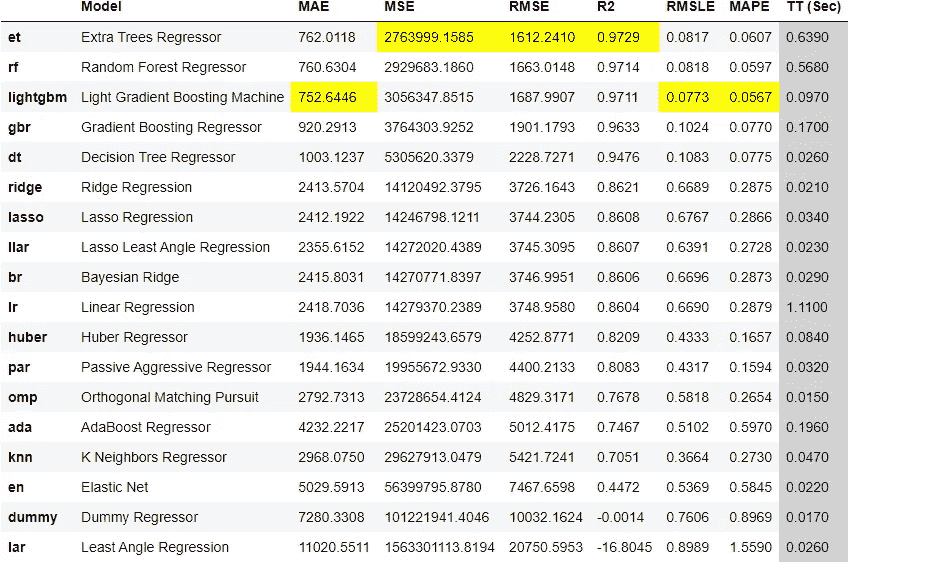 Model MAE MSE RMSE R2 RMSLE MAPE TT (Sec)
et Extra Trees Regressor 762.0118 2763999.1585 1612.2410 0.9729 0.0817 0.0607 0.6390
rf Random Forest Regressor 760.6304 2929683.1860 1663.0148 0.9714 0.0818 0.0597 0.5680
lightgbm Light Gradient Boosting Machine 752.6446 3056347.8515 1687.9907 0.9711 0.0773 0.0567 0.0970
gbr Gradient Boosting Regressor 920.2913 3764303.9252 1901.1793 0.9633 0.1024 0.0770 0.1700
dt Decision Tree Regressor 1003.1237 5305620.3379 2228.7271 0.9476 0.1083 0.0775 0.0260
ridge Ridge Regression 2413.5704 14120492.3795 3726.1643 0.8621 0.6689 0.2875 0.0210
lasso Lasso Regression 2412.1922 14246798.1211 3744.2305 0.8608 0.6767 0.2866 0.0340
llar Lasso Least Angle Regression 2355.6152 14272020.4389 3745.3095 0.8607 0.6391 0.2728 0.0230
br Bayesian Ridge 2415.8031 14270771.8397 3746.9951 0.8606 0.6696 0.2873 0.0290
lr Linear Regression 2418.7036 14279370.2389 3748.9580 0.8604 0.6690 0.2879 1.1100
huber Huber Regressor 1936.1465 18599243.6579 4252.8771 0.8209 0.4333 0.1657 0.0840
par Passive Aggressive Regressor 1944.1634 19955672.9330 4400.2133 0.8083 0.4317 0.1594 0.0320
omp Orthogonal Matching Pursuit 2792.7313 23728654.4124 4829.3171 0.7678 0.5818 0.2654 0.0150
ada AdaBoost Regressor 4232.2217 25201423.0703 5012.4175 0.7467 0.5102 0.5970 0.1960
knn K Neighbors Regressor 2968.0750 29627913.0479 5421.7241 0.7051 0.3664 0.2730 0.0470
en Elastic Net 5029.5913 56399795.8780 7467.6598 0.4472 0.5369 0.5845 0.0220
dummy Dummy Regressor 7280.3308 101221941.4046 10032.1624 -0.0014 0.7606 0.8969 0.0170
lar Least Angle Regression 11020.5511 1563301113.8194 20750.5953 -16.8045 0.8989 1.5590 0.0260